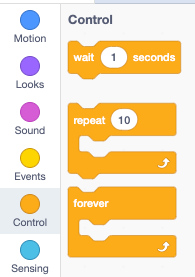 Motion
Looks
Sound
Events
Control
Sensing
Control
wait 1 seconds
repeat 10
forever